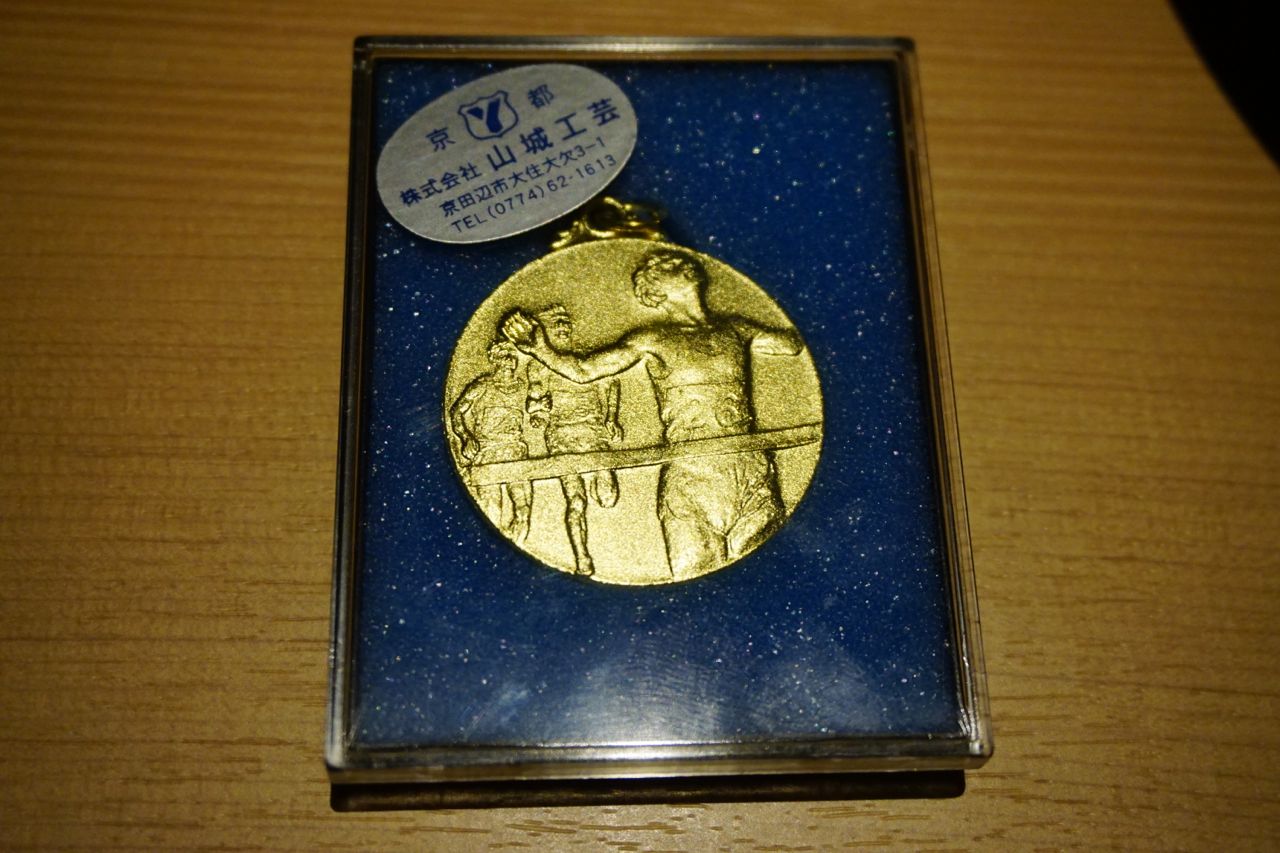 京 Y 都
株式会社 山城工芸
京田辺市大住大欠3-1
TEL(0774)62-1613